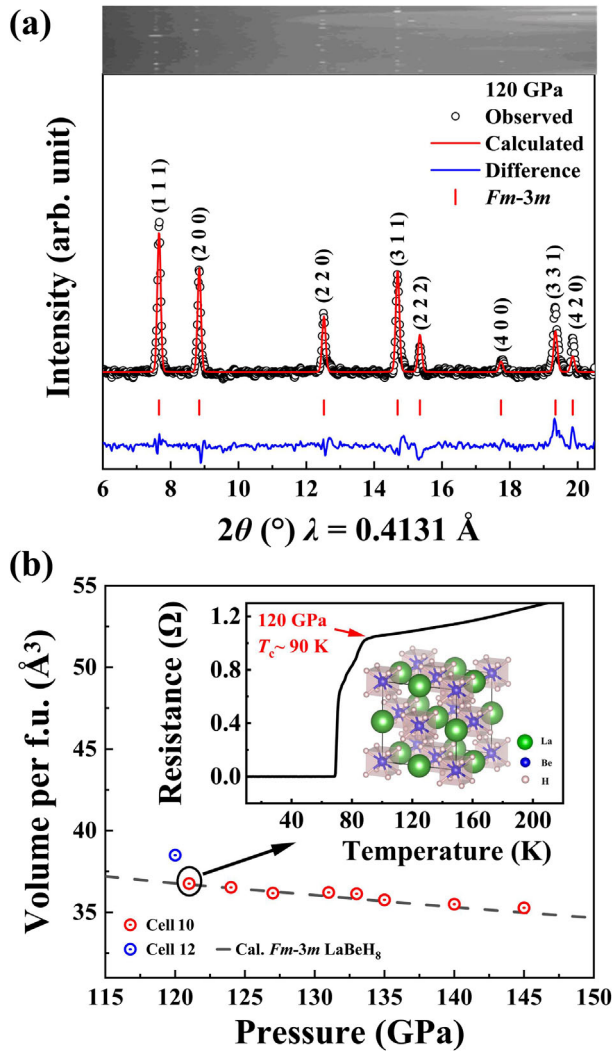 (a)
120 GPa
Observed
Calculated
Difference
Fm-3m
(1 1 1)
(2 0 0)
(2 2 0)
(3 1 1)
(2 2 2)
(4 0 0)
(3 3 1)
(4 2 0)
Intensity (arb. unit)
6 8 10 12 14 16 18 20
2θ (°) λ = 0.4131 Å
(b)
55
50
45
40
35
Volume per f.u. (Å³)
1.2
0.8
0.4
0.0
Resistance (Ω)
120 GPa
Tc~ 90 K
La
Be
H
40 80 120 160 200
Temperature (K)
Cell 10
Cell 12
Cal. Fm-3m LaBeH₈
115 120 125 130 135 140 145 150
Pressure (GPa)